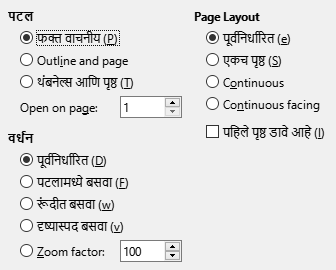 पटल
फक्त वाचनीय (P)
Outline and page
थंबनेल्स आणि पृष्ठ (T)
Open on page: 1
वर्धन
पूर्वनिर्धारित (D)
पटलामध्ये बसवा (F)
रूंदीत बसवा (w)
दृष्यास्पद बसवा (v)
Zoom factor: 100
Page Layout
पूर्वनिर्धारित (e)
एकच पृष्ठ (S)
Continuous
Continuous facing
पहिले पृष्ठ डावे आहे (l)